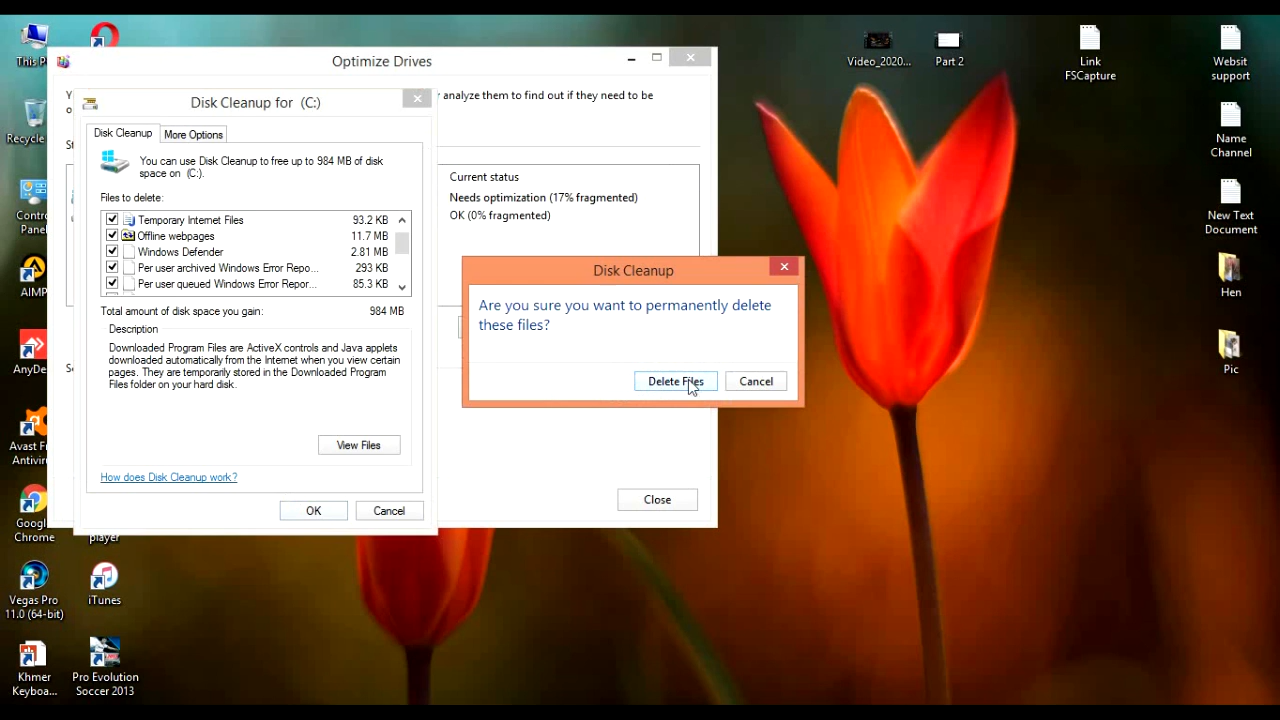 This P
Recycle
Contro
Panel
AIMP
AnyDe
Avast Fr
Antiviru
Google
Chrome
player
Vegas Pro
11.0 (64-bit)
iTunes
Khmer
Keyboa...
Pro Evolution
Soccer 2013
Optimize Drives
analyze them to find out if they need to be
Current status
Needs optimization (17% fragmented)
OK (0% fragmented)
Close
Disk Cleanup for (C:)
Disk Cleanup
More Options
You can use Disk Cleanup to free up to 984 MB of disk
space on (C:).
Files to delete:
Temporary Internet Files 93.2 KB
Offline webpages 11.7 MB
Windows Defender 2.81 MB
Per user archived Windows Error Repo... 293 KB
Per user queued Windows Error Repor... 85.3 KB
Total amount of disk space you gain: 984 MB
Description
Downloaded Program Files are ActiveX controls and Java applets
downloaded automatically from the Internet when you view certain
pages. They are temporarily stored in the Downloaded Program
Files folder on your hard disk.
View Files
How does Disk Cleanup work?
OK Cancel
Disk Cleanup
Are you sure you want to permanently delete
these files?
Delete Files Cancel
Video_2020...
Part 2
Link
FSCapture
Websit
support
Name
Channel
New Text
Document
Hen
Pic